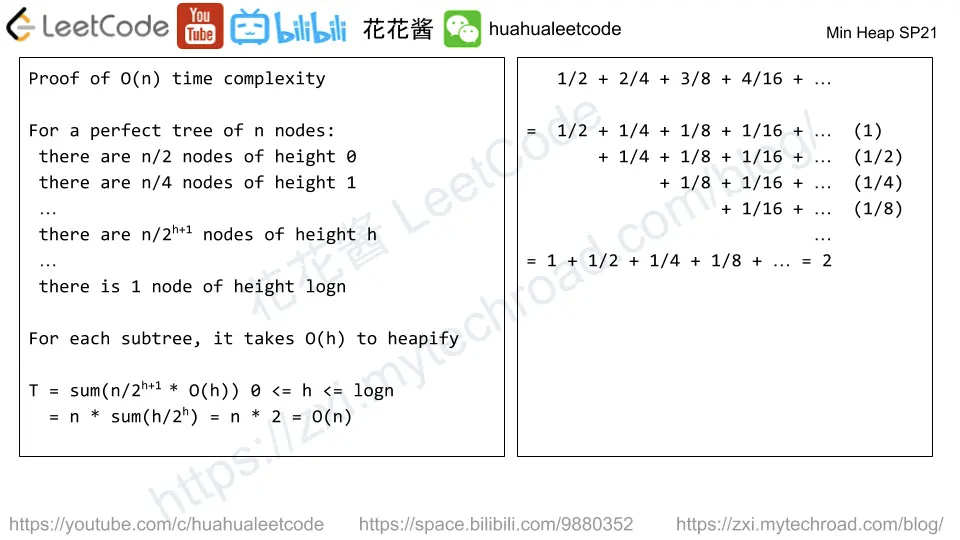 LeetCode You Tube bilibili 花花酱 huahualeetcode
Min Heap SP21
Proof of O(n) time complexity
For a perfect tree of n nodes:
there are n/2 nodes of height 0
there are n/4 nodes of height 1
…
there are n/2ʰ⁺¹ nodes of height h
…
there is 1 node of height logn
For each subtree, it takes O(h) to heapify
T = sum(n/2ʰ⁺¹ * O(h)) 0 <= h <= logn
= n * sum(h/2ʰ) = n * 2 = O(n)
1/2 + 2/4 + 3/8 + 4/16 + …
= 1/2 + 1/4 + 1/8 + 1/16 + … (1)
+ 1/4 + 1/8 + 1/16 + … (1/2)
+ 1/8 + 1/16 + … (1/4)
+ 1/16 + … (1/8)
…
= 1 + 1/2 + 1/4 + 1/8 + … = 2
花花酱 LeetCode
https://zxi.mytechroad.com/blog/
https://youtube.com/c/huahualeetcode https://space.bilibili.com/9880352 https://zxi.mytechroad.com/blog/